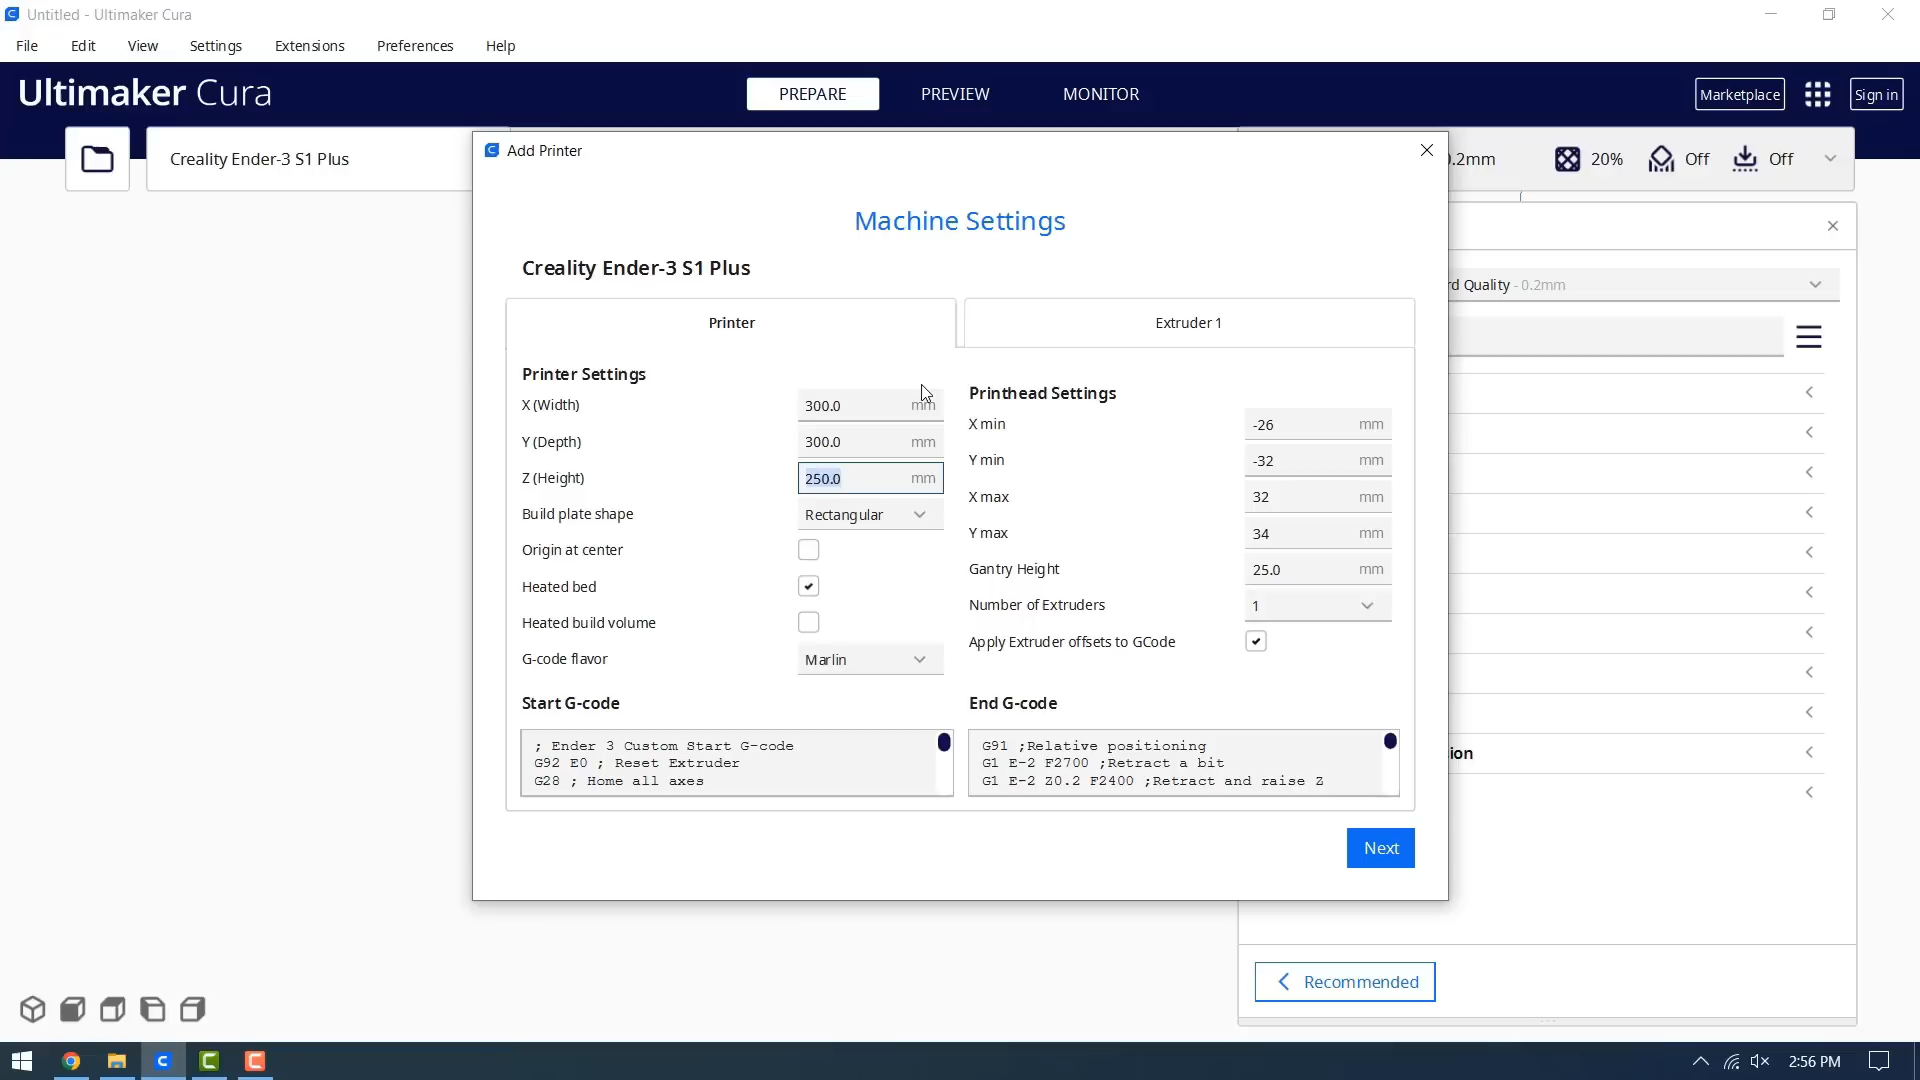 Untitled - Ultimaker Cura
File Edit View Settings Extensions Preferences Help
Ultimaker Cura
PREPARE PREVIEW MONITOR
Marketplace
Sign in
Creality Ender-3 S1 Plus
.2mm 20% Off Off
Add Printer
Machine Settings
Creality Ender-3 S1 Plus
rd Quality - 0.2mm
Printer
Extruder 1
Printer Settings
X (Width) 300.0 mm
Y (Depth) 300.0 mm
Z (Height) 250.0 mm
Build plate shape Rectangular
Origin at center
Heated bed
Heated build volume
G-code flavor Marlin
Printhead Settings
X min -26 mm
Y min -32 mm
X max 32 mm
Y max 34 mm
Gantry Height 25.0 mm
Number of Extruders 1
Apply Extruder offsets to GCode
Start G-code
; Ender 3 Custom Start G-code
G92 E0 ; Reset Extruder
G28 ; Home all axes
End G-code
G91 ;Relative positioning
G1 E-2 F2700 ;Retract a bit
G1 E-2 Z0.2 F2400 ;Retract and raise Z
ion
Next
Recommended
2:56 PM